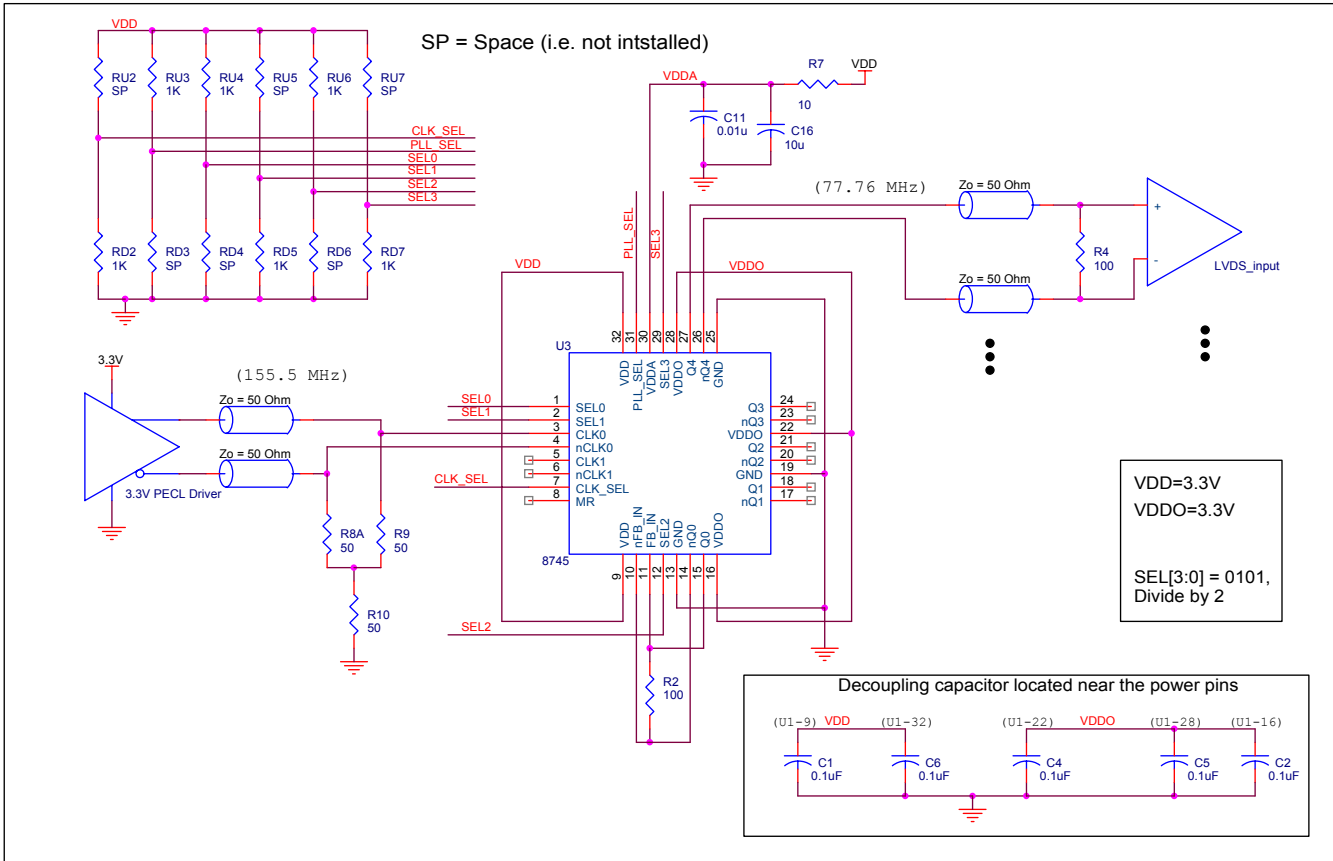 VDD
SP = Space (i.e. not intstalled)
RU2
SP
RU3
1K
RU4
1K
RU5
SP
RU6
1K
RU7
SP
CLK_SEL
PLL_SEL
SEL0
SEL1
SEL2
SEL3
RD2
1K
RD3
SP
RD4
SP
RD5
1K
RD6
SP
RD7
1K
VDDA
R7
10
VDD
C11
0.01u
C16
10u
(77.76 MHz)
Zo = 50 Ohm
Zo = 50 Ohm
+
-
R4
100
LVDS_input
PLL_SEL
SEL3
VDD
VDDO
32
31
30
29
28
27
26
25
U3
VDD
PLL_SEL
VDDA
SEL3
VDDO
Q4
nQ4
GND
3.3V
(155.5 MHz)
Zo = 50 Ohm
Zo = 50 Ohm
3.3V PECL Driver
SEL0
SEL1
CLK_SEL
1
2
3
4
5
6
7
8
SEL0
SEL1
CLK0
nCLK0
CLK1
nCLK1
CLK_SEL
MR
Q3
nQ3
VDDO
Q2
nQ2
GND
Q1
nQ1
24
23
22
21
20
19
18
17
VDD
nFB_IN
FB_IN
SEL2
GND
nQ0
Q0
VDDO
8745
9
10
11
12
13
14
15
16
R8A
50
R9
50
R10
50
SEL2
R2
100
VDD=3.3V
VDDO=3.3V
SEL[3:0] = 0101,
Divide by 2
Decoupling capacitor located near the power pins
(U1-9)
VDD
(U1-32)
(U1-22)
VDDO
(U1-28)
(U1-16)
C1
0.1uF
C6
0.1uF
C4
0.1uF
C5
0.1uF
C2
0.1uF